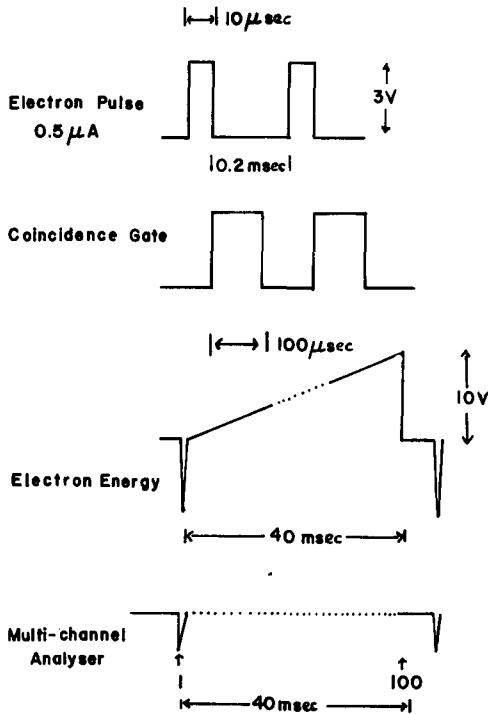 10 μsec
Electron Pulse
0.5 μA
3V
0.2 msec
Coincidence Gate
100 μsec
10V
Electron Energy
40 msec
Multi-channel
Analyser
1
100
40 msec